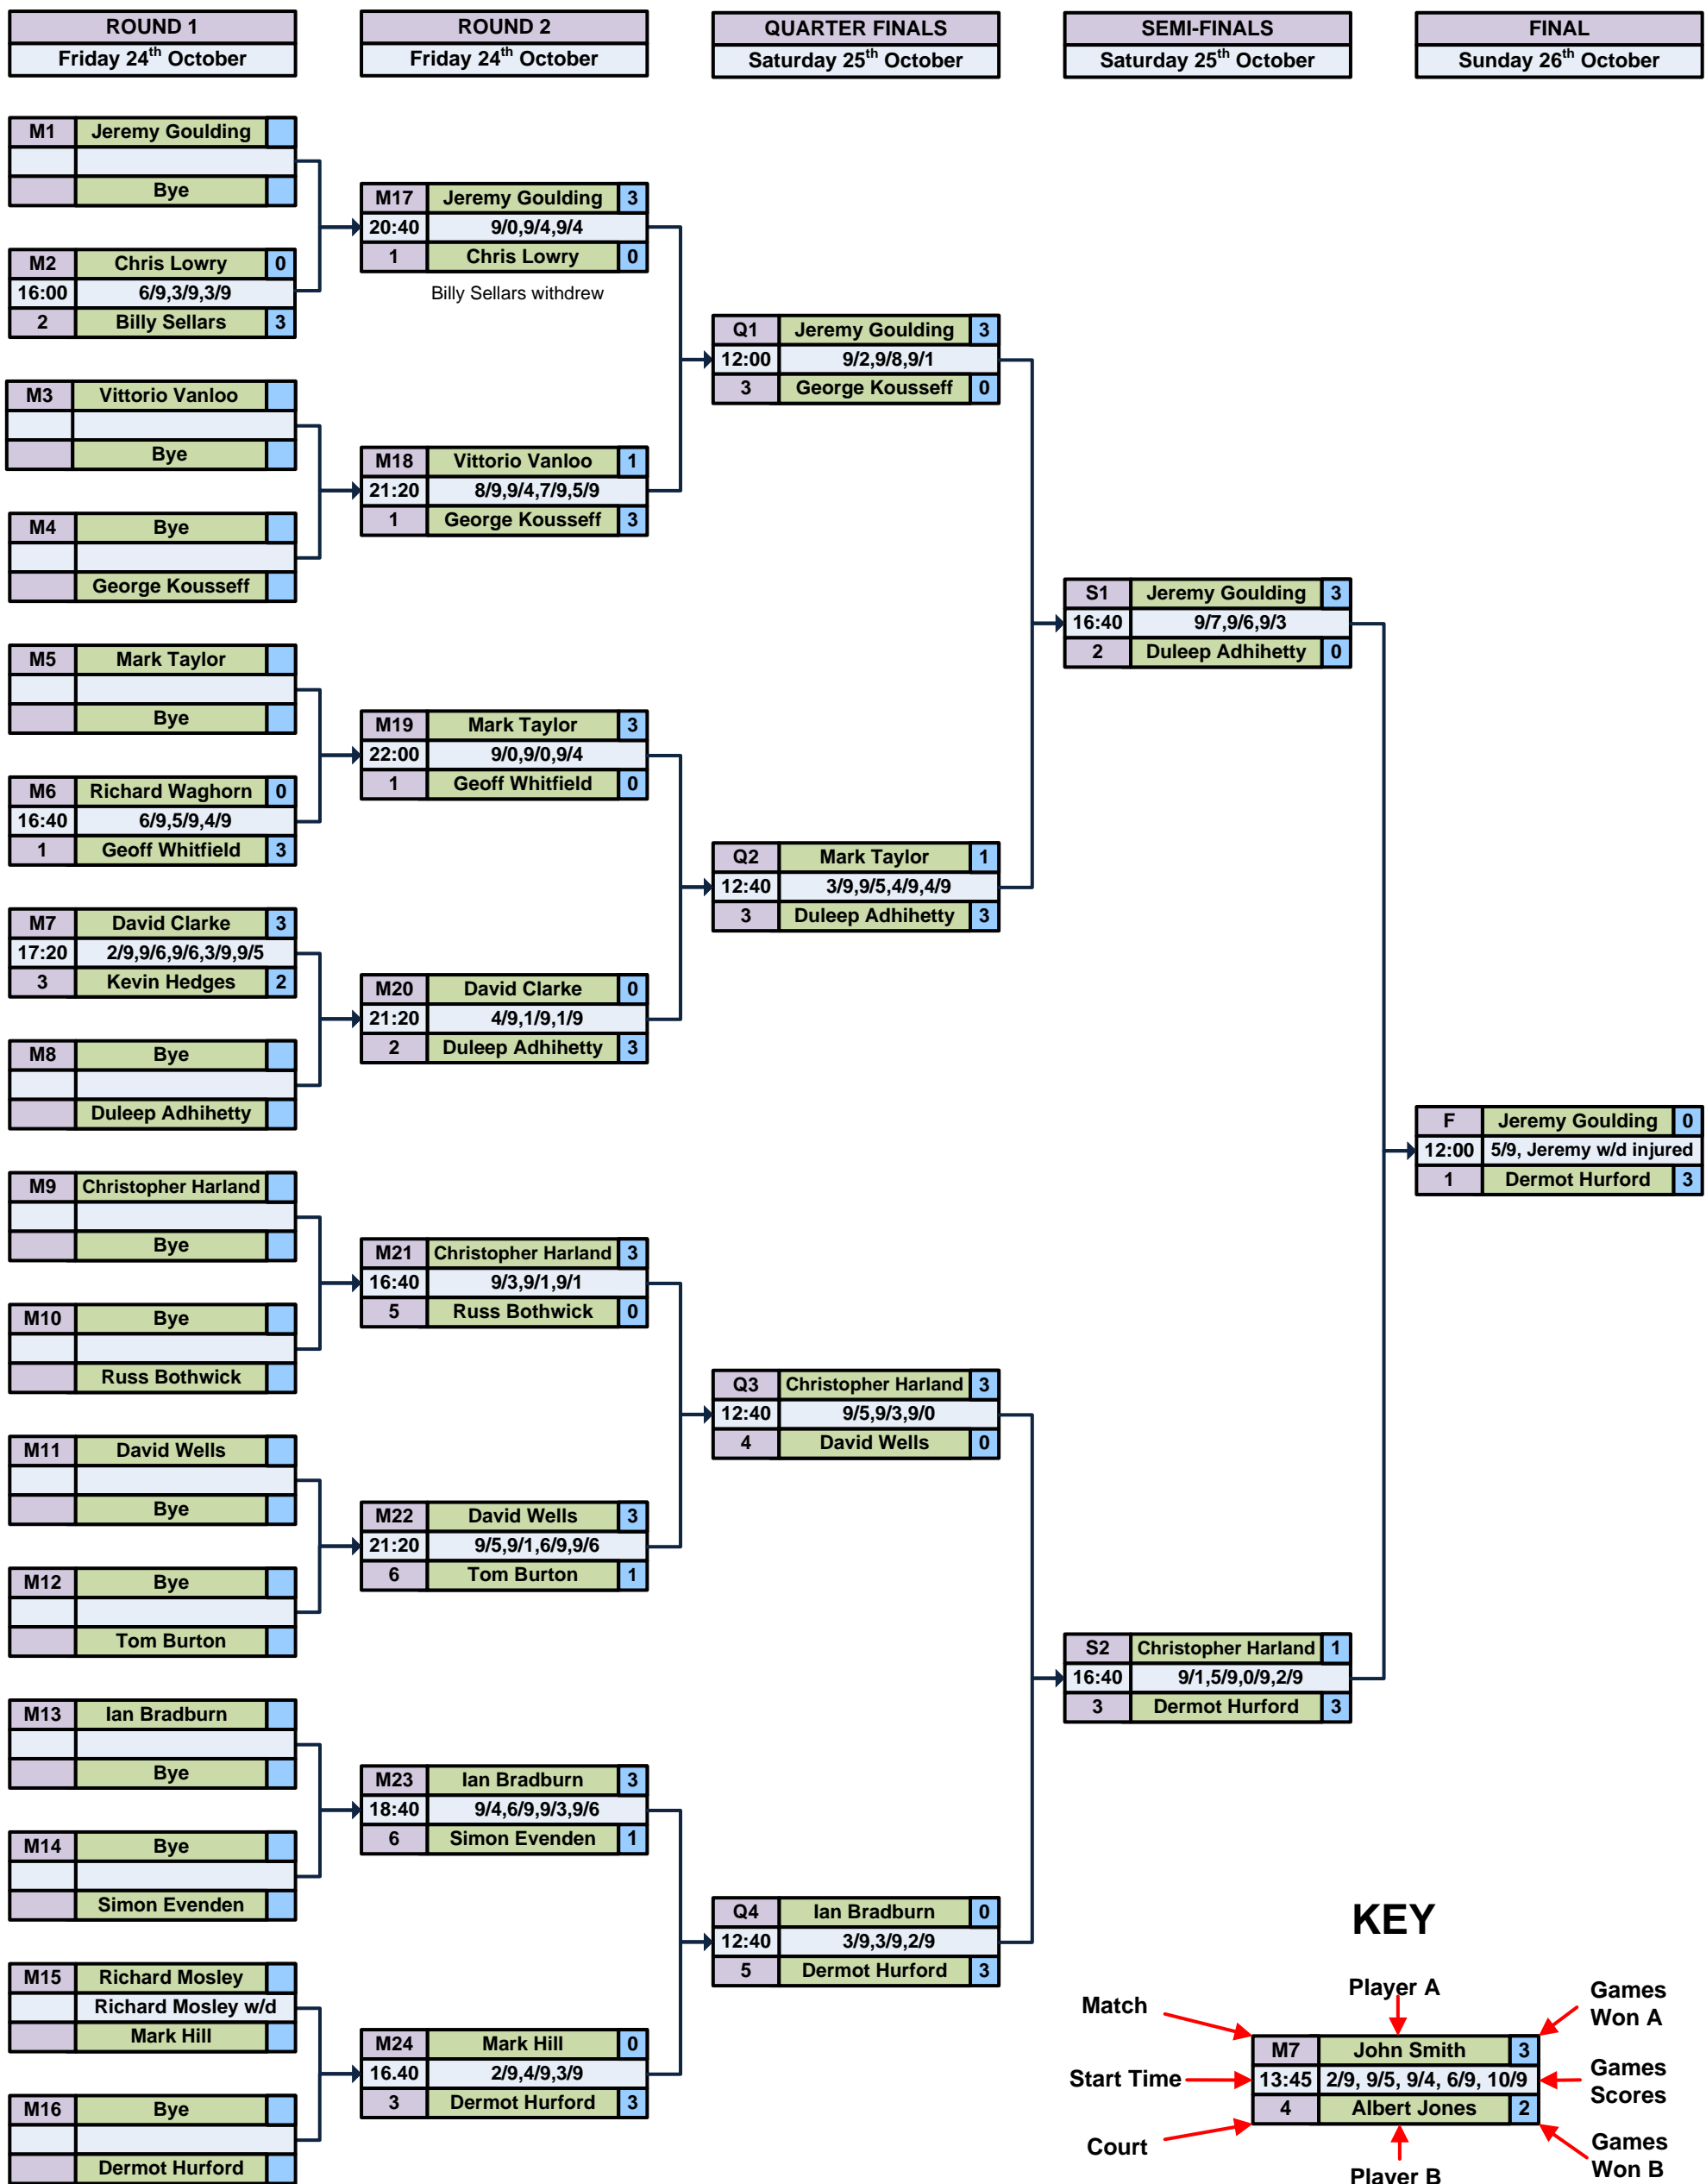 ROUND 1
Friday 24th October
ROUND 2
Friday 24th October
QUARTER FINALS
Saturday 25th October
SEMI-FINALS
Saturday 25th October
FINAL
Sunday 26th October
M1 Jeremy Goulding
Bye
M2 Chris Lowry 0
16:00 6/9,3/9,3/9
2 Billy Sellars 3
M3 Vittorio Vanloo
Bye
M4 Bye
George Kousseff
M5 Mark Taylor
Bye
M6 Richard Waghorn 0
16:40 6/9,5/9,4/9
1 Geoff Whitfield 3
M7 David Clarke 3
17:20 2/9,9/6,9/6,3/9,9/5
3 Kevin Hedges 2
M8 Bye
Duleep Adhihetty
M9 Christopher Harland
Bye
M10 Bye
Russ Bothwick
M11 David Wells
Bye
M12 Bye
Tom Burton
M13 Ian Bradburn
Bye
M14 Bye
Simon Evenden
M15 Richard Mosley
Richard Mosley w/d
Mark Hill
M16 Bye
Dermot Hurford
M17 Jeremy Goulding 3
20:40 9/0,9/4,9/4
1 Chris Lowry 0
Billy Sellars withdrew
M18 Vittorio Vanloo 1
21:20 8/9,9/4,7/9,5/9
1 George Kousseff 3
M19 Mark Taylor 3
22:00 9/0,9/0,9/4
1 Geoff Whitfield 0
M20 David Clarke 0
21:20 4/9,1/9,1/9
2 Duleep Adhihetty 3
M21 Christopher Harland 3
16:40 9/3,9/1,9/1
5 Russ Bothwick 0
M22 David Wells 3
21:20 9/5,9/1,6/9,9/6
6 Tom Burton 1
M23 Ian Bradburn 3
18:40 9/4,6/9,9/3,9/6
6 Simon Evenden 1
M24 Mark Hill 0
16.40 2/9,4/9,3/9
3 Dermot Hurford 3
Q1 Jeremy Goulding 3
12:00 9/2,9/8,9/1
3 George Kousseff 0
Q2 Mark Taylor 1
12:40 3/9,9/5,4/9,4/9
3 Duleep Adhihetty 3
Q3 Christopher Harland 3
12:40 9/5,9/3,9/0
4 David Wells 0
Q4 Ian Bradburn 0
12:40 3/9,3/9,2/9
5 Dermot Hurford 3
S1 Jeremy Goulding 3
16:40 9/7,9/6,9/3
2 Duleep Adhihetty 0
S2 Christopher Harland 1
16:40 9/1,5/9,0/9,2/9
3 Dermot Hurford 3
F Jeremy Goulding 0
12:00 5/9, Jeremy w/d injured
1 Dermot Hurford 3
KEY
Match
Player A
Games
Won A
M7 John Smith 3
Start Time
13:45 2/9, 9/5, 9/4, 6/9, 10/9
Games
Scores
4 Albert Jones 2
Court
Player B
Games
Won B